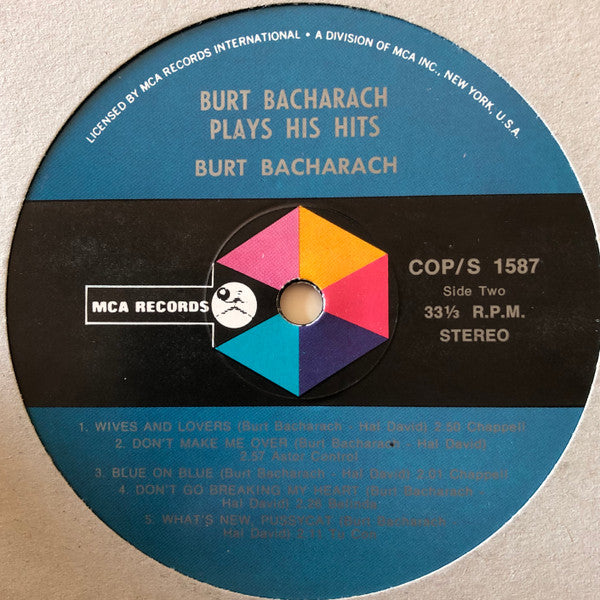 LICENSED BY MCA RECORDS INTERNATIONAL • A DIVISION OF MCA INC., NEW YORK, U.S.A.
BURT BACHARACH
PLAYS HIS HITS
BURT BACHARACH
MCA RECORDS
COP/S 1587
Side Two
33⅓ R.P.M.
STEREO
1. WIVES AND LOVERS (Burt Bacharach - Hal David) 2.50 Chappell
2. DON'T MAKE ME OVER (Burt Bacharach - Hal David)
2.57 Aster Control
3. BLUE ON BLUE (Burt Bacharach - Hal David) 2.07 Chappell
4. DON'T GO BREAKING MY HEART (Burt Bacharach -
Hal David)
5. WHAT'S NEW, PUSSYCAT (Burt Bacharach -
Hal David)